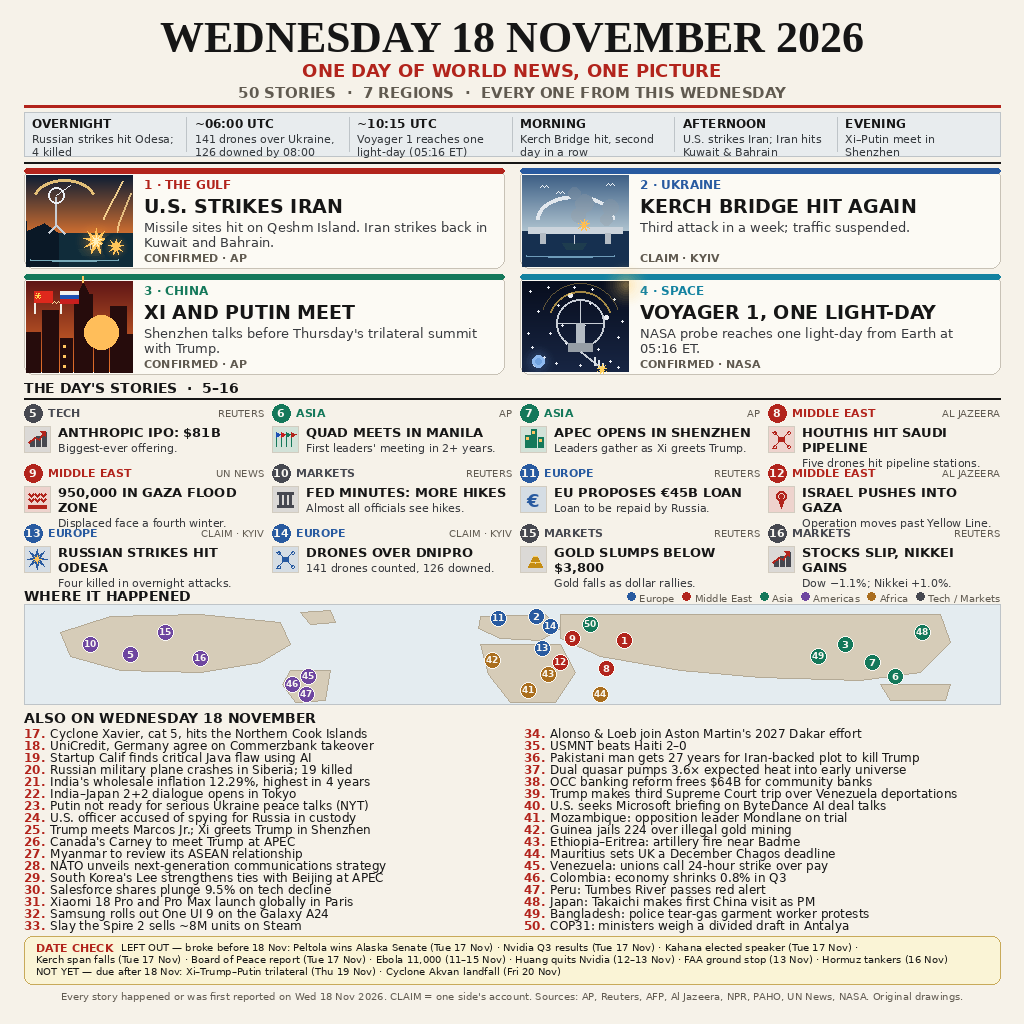 WEDNESDAY 18 NOVEMBER 2026
ONE DAY OF WORLD NEWS, ONE PICTURE
50 STORIES · 7 REGIONS · EVERY ONE FROM THIS WEDNESDAY
OVERNIGHT
Russian strikes hit Odesa;
4 killed
~06:00 UTC
141 drones over Ukraine,
126 downed by 08:00
~10:15 UTC
Voyager 1 reaches one
light-day (05:16 ET)
MORNING
Kerch Bridge hit, second
day in a row
AFTERNOON
U.S. strikes Iran; Iran hits
Kuwait & Bahrain
EVENING
Xi–Putin meet in
Shenzhen
1 · THE GULF
U.S. STRIKES IRAN
Missile sites hit on Qeshm Island. Iran strikes back in
Kuwait and Bahrain.
CONFIRMED · AP
2 · UKRAINE
KERCH BRIDGE HIT AGAIN
Third attack in a week; traffic suspended.
CLAIM · KYIV
3 · CHINA
XI AND PUTIN MEET
Shenzhen talks before Thursday's trilateral summit
with Trump.
CONFIRMED · AP
4 · SPACE
VOYAGER 1, ONE LIGHT-DAY
NASA probe reaches one light-day from Earth at
05:16 ET.
CONFIRMED · NASA
THE DAY'S STORIES · 5–16
5 TECH REUTERS
ANTHROPIC IPO: $81B
Biggest-ever offering.
6 ASIA AP
QUAD MEETS IN MANILA
First leaders' meeting in 2+ years.
7 ASIA AP
APEC OPENS IN SHENZHEN
Leaders gather as Xi greets Trump.
8 MIDDLE EAST AL JAZEERA
HOUTHIS HIT SAUDI
PIPELINE
Five drones hit pipeline stations.
9 MIDDLE EAST UN NEWS
950,000 IN GAZA FLOOD
ZONE
Displaced face a fourth winter.
10 MARKETS REUTERS
FED MINUTES: MORE HIKES
Almost all officials see hikes.
11 EUROPE REUTERS
EU PROPOSES €45B LOAN
Loan to be repaid by Russia.
€
12 MIDDLE EAST AL JAZEERA
ISRAEL PUSHES INTO
GAZA
Operation moves past Yellow Line.
13 EUROPE CLAIM · KYIV
RUSSIAN STRIKES HIT
ODESA
Four killed in overnight attacks.
14 EUROPE CLAIM · KYIV
DRONES OVER DNIPRO
141 drones counted, 126 downed.
15 MARKETS REUTERS
GOLD SLUMPS BELOW
$3,800
Gold falls as dollar rallies.
16 MARKETS REUTERS
STOCKS SLIP, NIKKEI
GAINS
Dow −1.1%; Nikkei +1.0%.
WHERE IT HAPPENED
Europe Middle East Asia Americas Africa Tech / Markets
10 15 5 16 45 46 47
11 2 14 13 50 9 1 12 8 42 43 41 44
48 3 49 7 6
ALSO ON WEDNESDAY 18 NOVEMBER
17. Cyclone Xavier, cat 5, hits the Northern Cook Islands
18. UniCredit, Germany agree on Commerzbank takeover
19. Startup Calif finds critical Java flaw using AI
20. Russian military plane crashes in Siberia; 19 killed
21. India's wholesale inflation 12.29%, highest in 4 years
22. India–Japan 2+2 dialogue opens in Tokyo
23. Putin not ready for serious Ukraine peace talks (NYT)
24. U.S. officer accused of spying for Russia in custody
25. Trump meets Marcos Jr.; Xi greets Trump in Shenzhen
26. Canada's Carney to meet Trump at APEC
27. Myanmar to review its ASEAN relationship
28. NATO unveils next-generation communications strategy
29. South Korea's Lee strengthens ties with Beijing at APEC
30. Salesforce shares plunge 9.5% on tech decline
31. Xiaomi 18 Pro and Pro Max launch globally in Paris
32. Samsung rolls out One UI 9 on the Galaxy A24
33. Slay the Spire 2 sells ~8M units on Steam
34. Alonso & Loeb join Aston Martin's 2027 Dakar effort
35. USMNT beats Haiti 2–0
36. Pakistani man gets 27 years for Iran-backed plot to kill Trump
37. Dual quasar pumps 3.6× expected heat into early universe
38. OCC banking reform frees $64B for community banks
39. Trump makes third Supreme Court trip over Venezuela deportations
40. U.S. seeks Microsoft briefing on ByteDance AI deal talks
41. Mozambique: opposition leader Mondlane on trial
42. Guinea jails 224 over illegal gold mining
43. Ethiopia–Eritrea: artillery fire near Badme
44. Mauritius sets UK a December Chagos deadline
45. Venezuela: unions call 24-hour strike over pay
46. Colombia: economy shrinks 0.8% in Q3
47. Peru: Tumbes River passes red alert
48. Japan: Takaichi makes first China visit as PM
49. Bangladesh: police tear-gas garment worker protests
50. COP31: ministers weigh a divided draft in Antalya
DATE CHECK LEFT OUT — broke before 18 Nov: Peltola wins Alaska Senate (Tue 17 Nov) · Nvidia Q3 results (Tue 17 Nov) · Kahana elected speaker (Tue 17 Nov) ·
Kerch span falls (Tue 17 Nov) · Board of Peace report (Tue 17 Nov) · Ebola 11,000 (11–15 Nov) · Huang quits Nvidia (12–13 Nov) · FAA ground stop (13 Nov) · Hormuz tankers (16 Nov)
NOT YET — due after 18 Nov: Xi–Trump–Putin trilateral (Thu 19 Nov) · Cyclone Akvan landfall (Fri 20 Nov)
Every story happened or was first reported on Wed 18 Nov 2026. CLAIM = one side's account. Sources: AP, Reuters, AFP, Al Jazeera, NPR, PAHO, UN News, NASA. Original drawings.